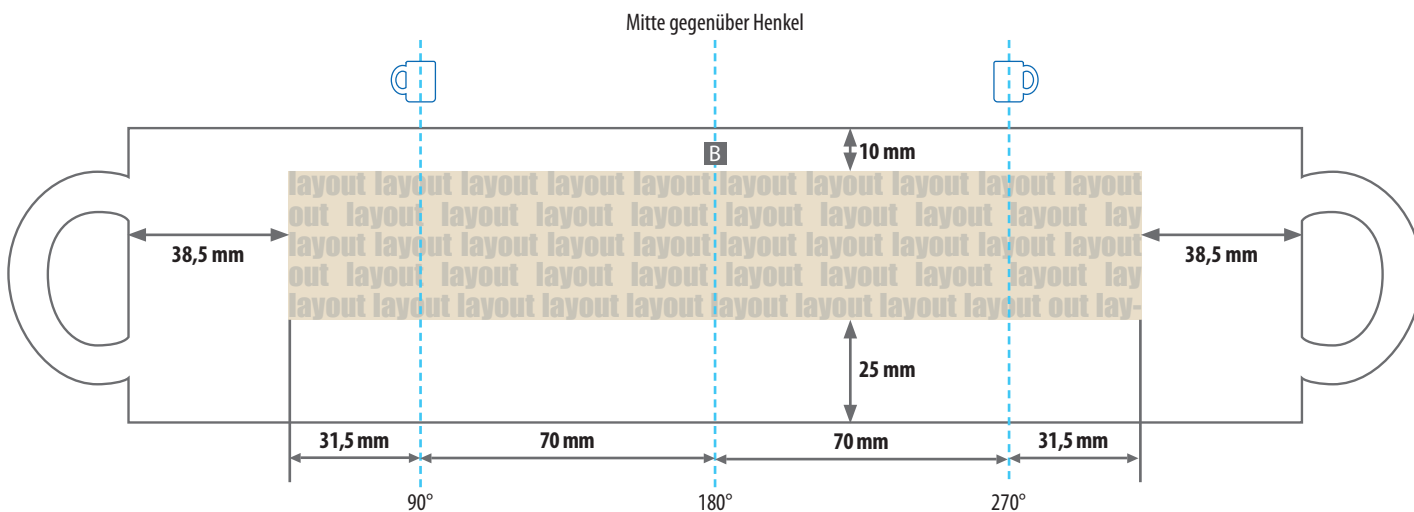 Mitte gegenüber Henkel
B
10 mm
layout layout layout layout layout layout layout layout layout layout
out layout layout layout layout layout layout layout layout lay
layout layout layout layout layout layout layout layout layout layout
out layout layout layout layout layout layout layout layout lay
layout layout layout layout layout layout layout layout layout out lay-
38,5 mm
38,5 mm
25 mm
31,5 mm 70 mm 70 mm 31,5 mm
90° 180° 270°